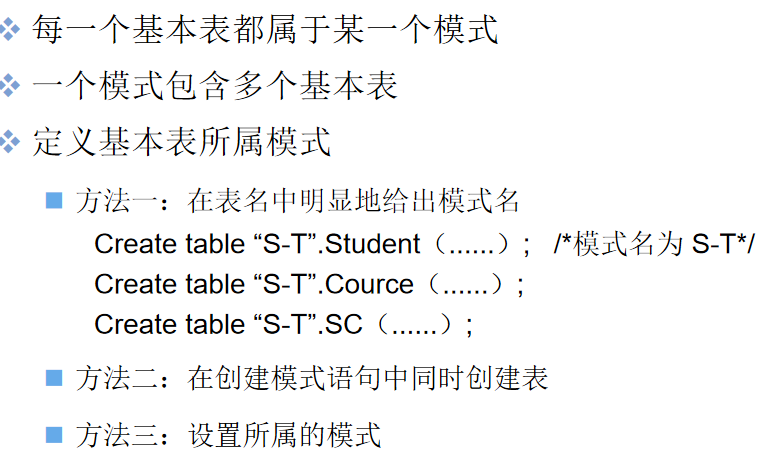 每一个基本表都属于某一个模式
一个模式包含多个基本表
定义基本表所属模式
方法一：在表名中明显地给出模式名
Create table “S-T”.Student（......）; /*模式名为 S-T*/
Create table “S-T”.Cource（......）;
Create table “S-T”.SC（......）;
方法二：在创建模式语句中同时创建表
方法三：设置所属的模式